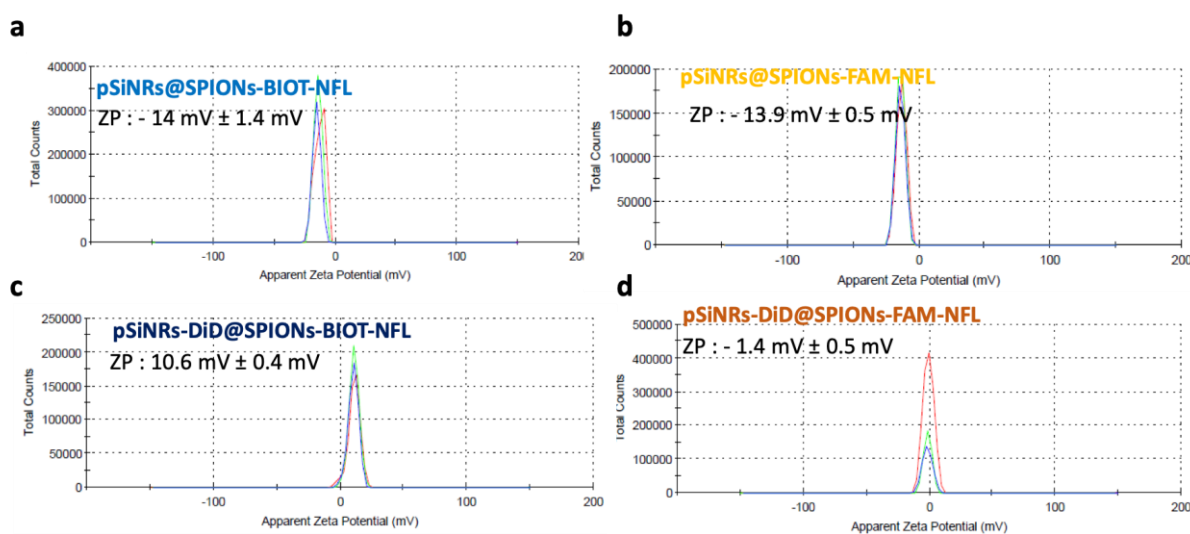 a
pSiNRs@SPIONs-BIOT-NFL
ZP : - 14 mV ± 1.4 mV
400000
300000
200000
100000
0
Total Counts
-100
0
100
200
Apparent Zeta Potential (mV)
b
pSiNRs@SPIONs-FAM-NFL
ZP : - 13.9 mV ± 0.5 mV
200000
150000
100000
50000
0
Total Counts
-100
0
100
200
Apparent Zeta Potential (mV)
c
pSiNRs-DiD@SPIONs-BIOT-NFL
ZP : 10.6 mV ± 0.4 mV
250000
200000
150000
100000
50000
0
Total Counts
-100
0
100
200
Apparent Zeta Potential (mV)
d
pSiNRs-DiD@SPIONs-FAM-NFL
ZP : - 1.4 mV ± 0.5 mV
500000
400000
300000
200000
100000
0
Total Counts
-100
0
100
200
Apparent Zeta Potential (mV)